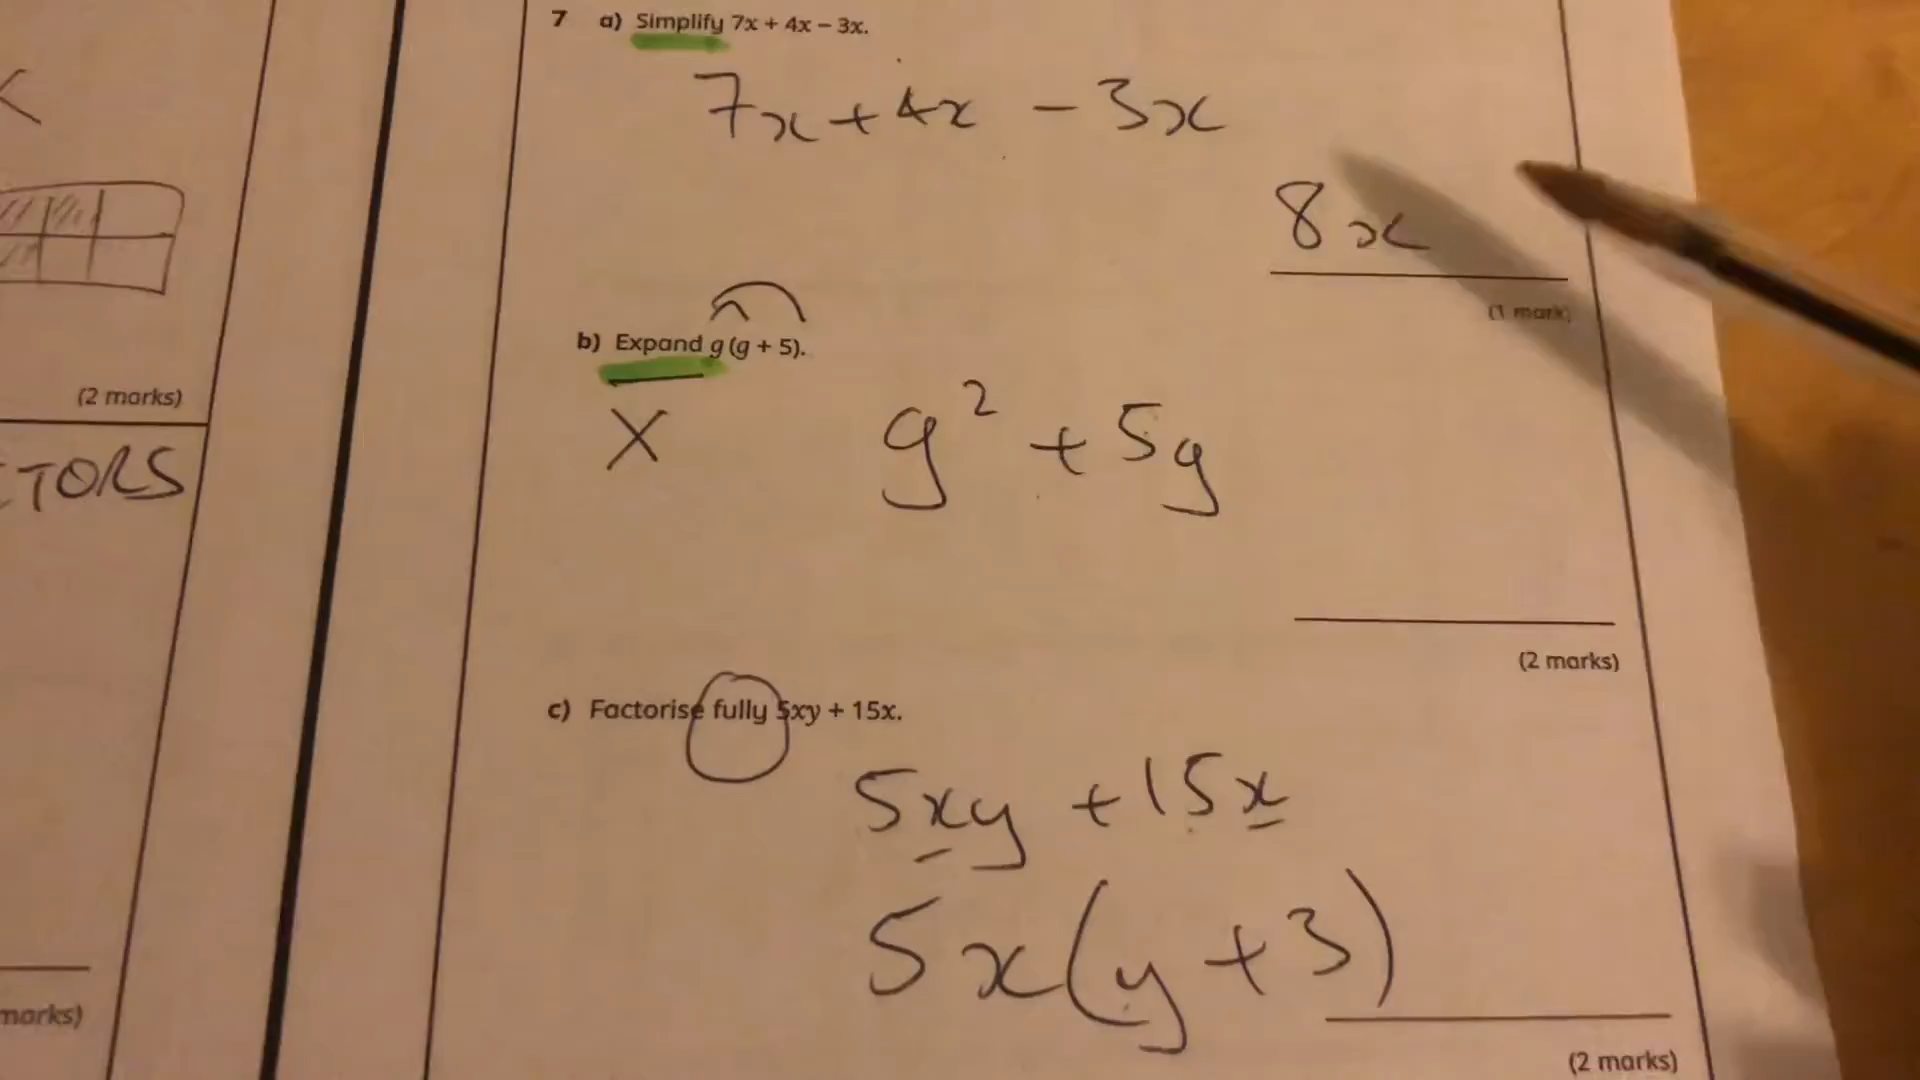 7 a) Simplify 7x + 4x – 3x.
7x + 4x - 3x
8x
(1 mark)
b) Expand g (g + 5).
X g² + 5g
(2 marks)
c) Factorise fully 5xy + 15x.
5xy + 15x
5x(y + 3)
(2 marks)
(2 marks)
TORS
marks)